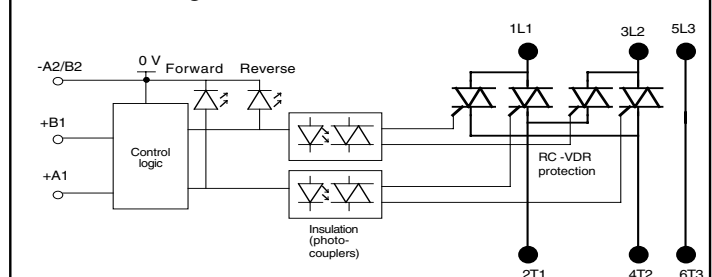 1L1
3L2
5L3
0 V
-A2/B2
Forward
Reverse
+B1
Control
logic
+A1
RC -VDR
protection
Insulation
(photo-
couplers)
2T1
4T2
6T3